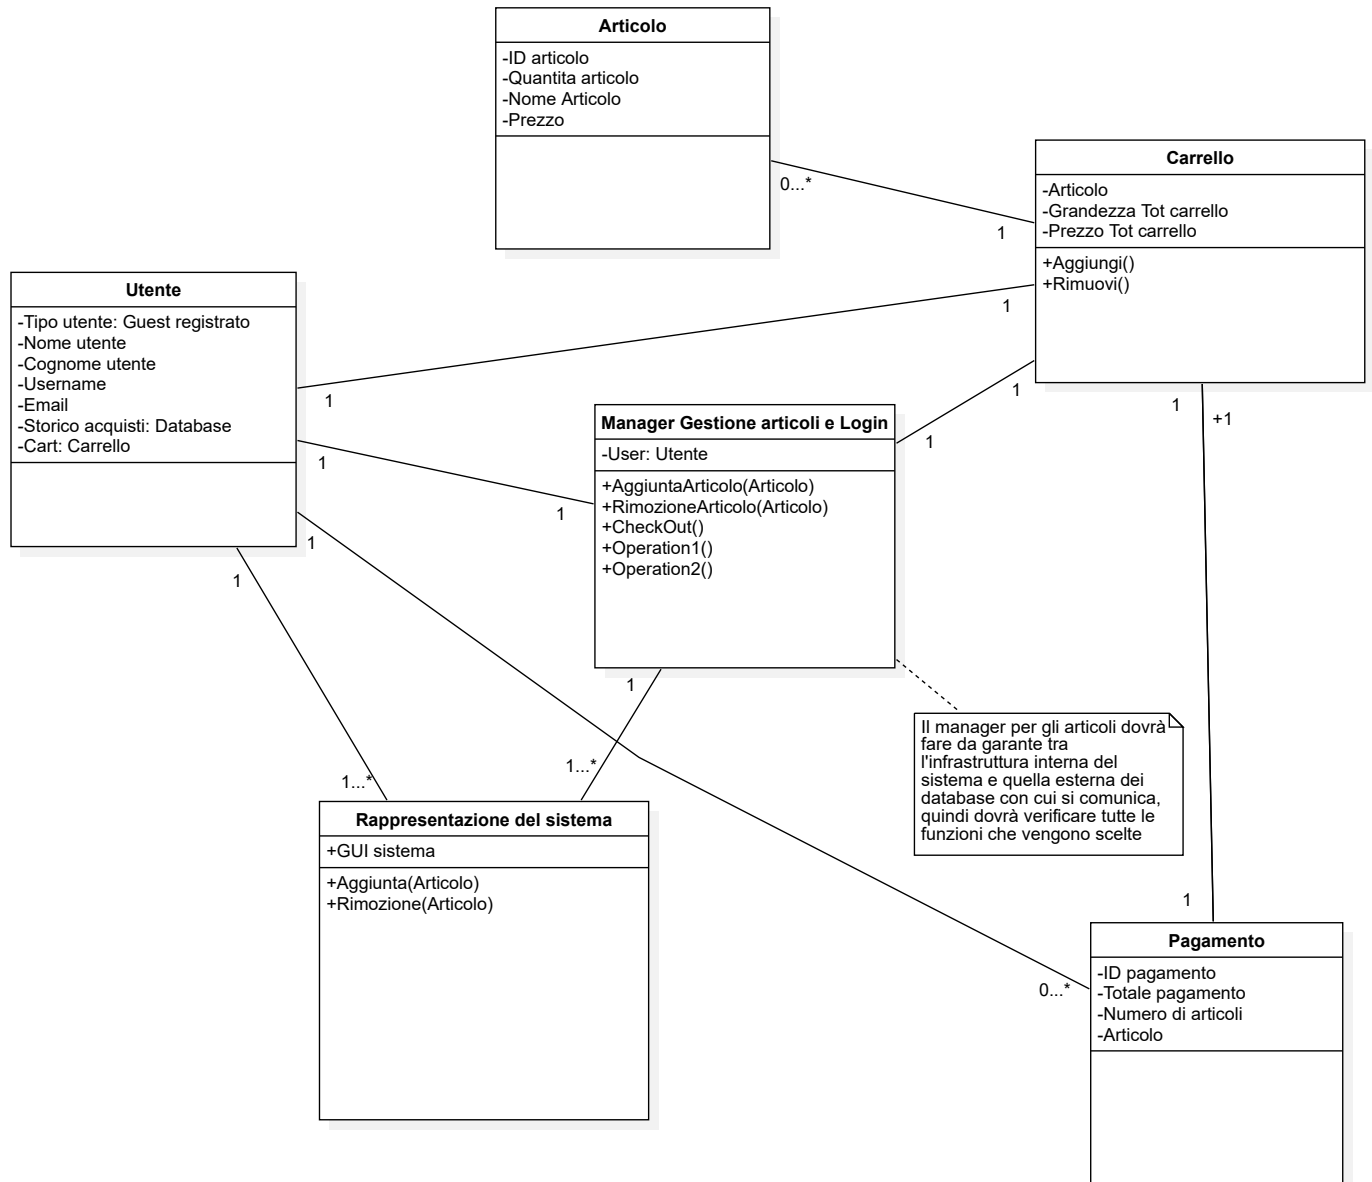 Articolo
-ID articolo
-Quantita articolo
-Nome Articolo
-Prezzo
0...*
1
Carrello
-Articolo
-Grandezza Tot carrello
-Prezzo Tot carrello
+Aggiungi()
+Rimuovi()
1
1
1
+1
Utente
-Tipo utente: Guest registrato
-Nome utente
-Cognome utente
-Username
-Email
-Storico acquisti: Database
-Cart: Carrello
1
1
1
1
Manager Gestione articoli e Login
-User: Utente
+AggiuntaArticolo(Articolo)
+RimozioneArticolo(Articolo)
+CheckOut()
+Operation1()
+Operation2()
1
1
1
1...*
1...*
Il manager per gli articoli dovrà
fare da garante tra
l'infrastruttura interna del
sistema e quella esterna dei
database con cui si comunica,
quindi dovrà verificare tutte le
funzioni che vengono scelte
Rappresentazione del sistema
+GUI sistema
+Aggiunta(Articolo)
+Rimozione(Articolo)
1
0...*
Pagamento
-ID pagamento
-Totale pagamento
-Numero di articoli
-Articolo